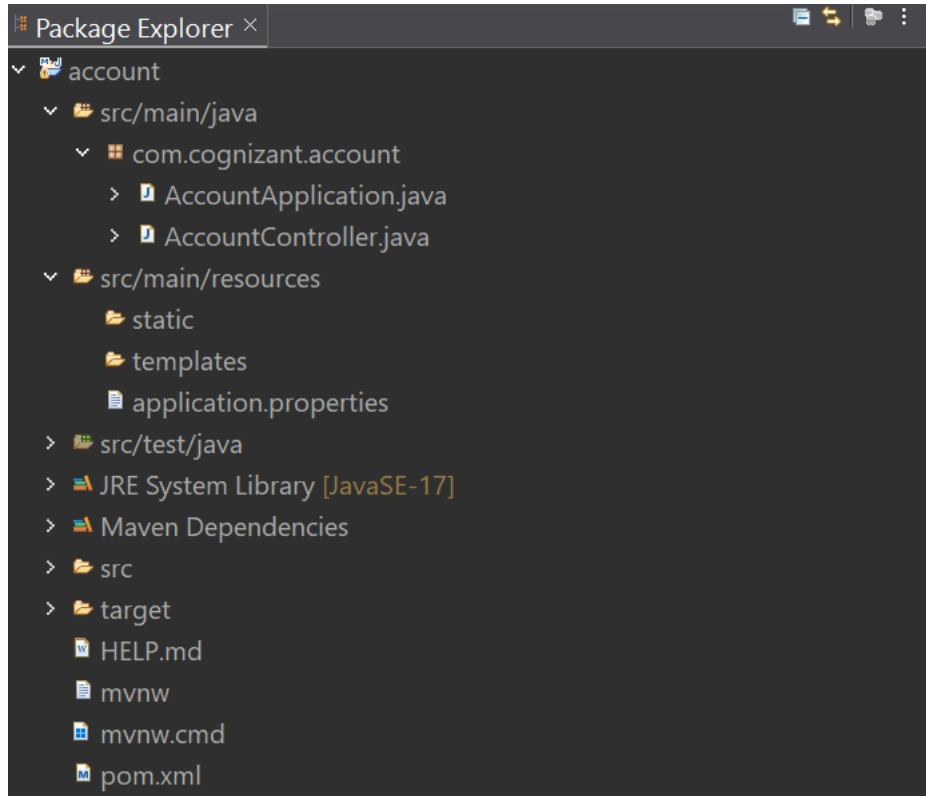 Package Explorer ×
account
src/main/java
com.cognizant.account
AccountApplication.java
AccountController.java
src/main/resources
static
templates
application.properties
src/test/java
JRE System Library [JavaSE-17]
Maven Dependencies
src
target
HELP.md
mvnw
mvnw.cmd
pom.xml